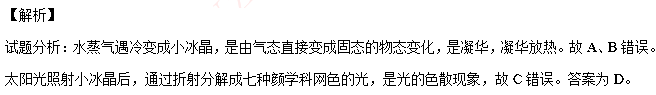 【解析】
试题分析：水蒸气遇冷变成小冰晶，是由气态直接变成固态的物态变化，是凝华，凝华放热。故 A、B 错误。
太阳光照射小冰晶后，通过折射分解成七种颜学科网色的光，是光的色散现象，故 C 错误。答案为 D。